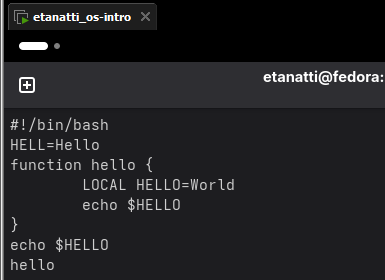 etanatti_os-intro
etanatti@fedora:
#!/bin/bash
HELL=Hello
function hello {
        LOCAL HELLO=World
        echo $HELLO
}
echo $HELLO
hello